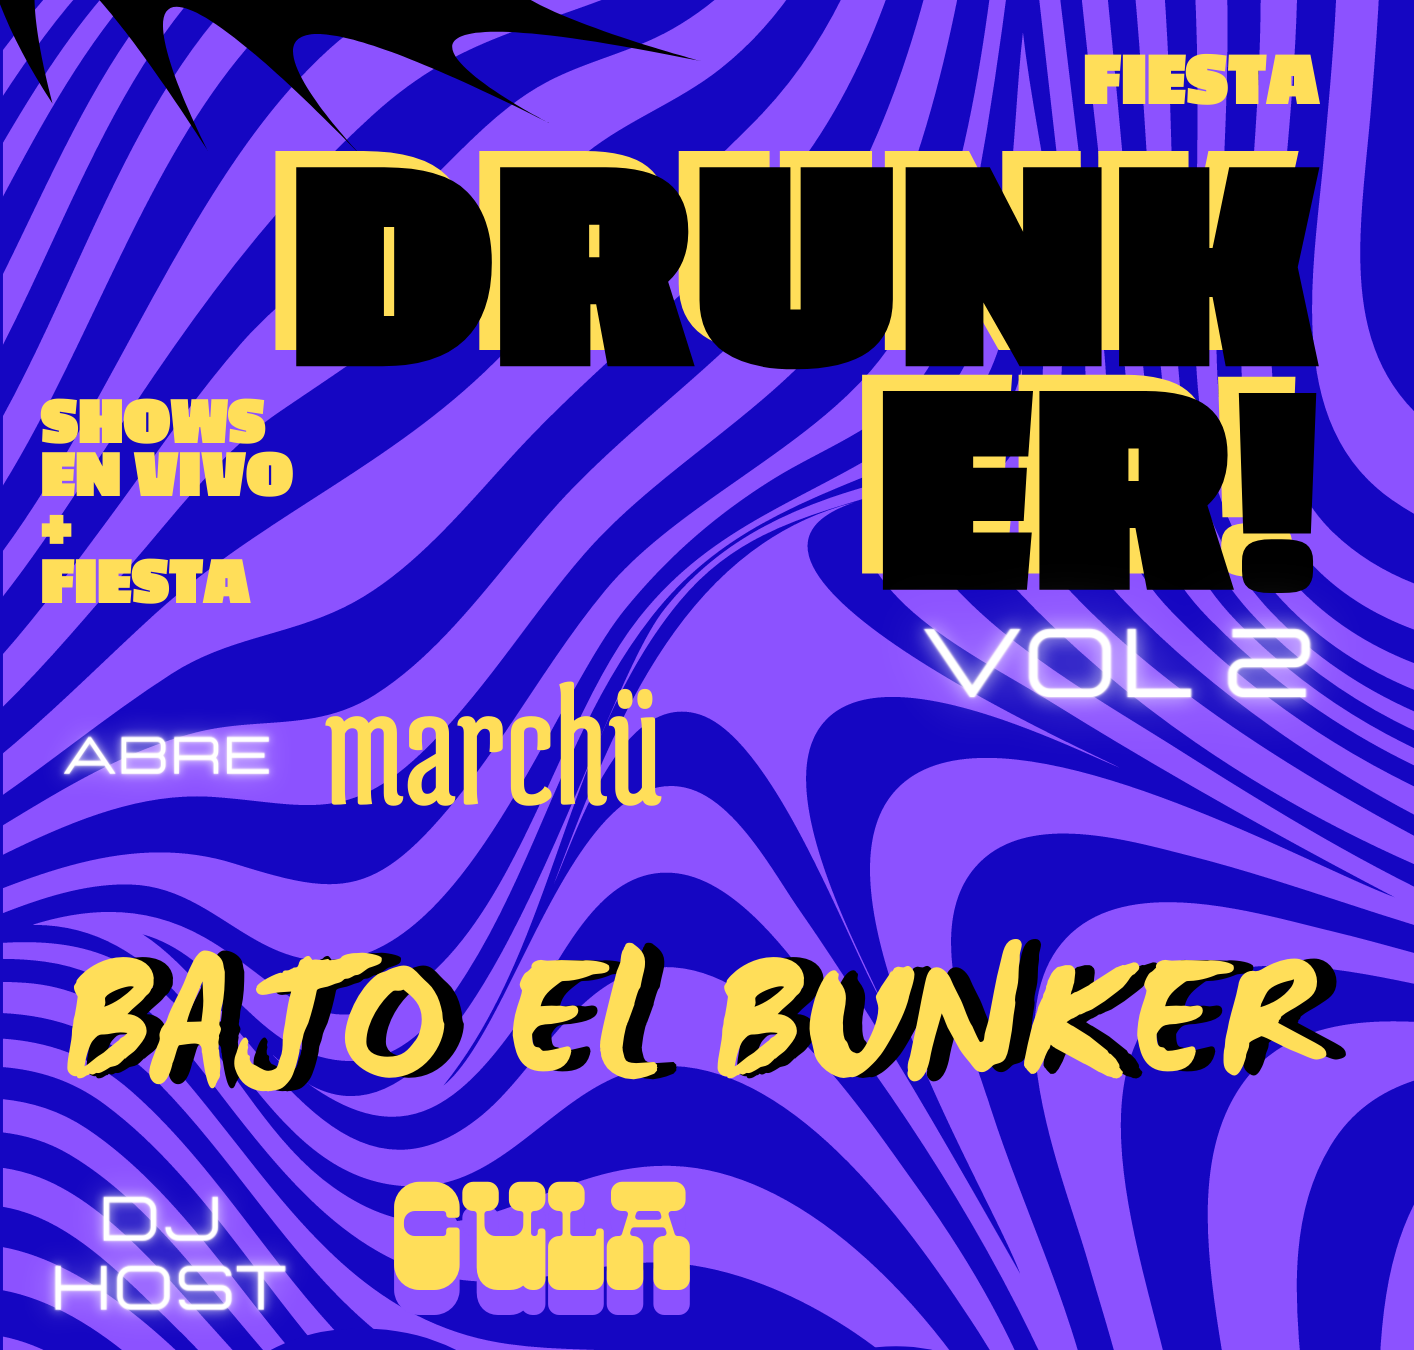 FIESTA
DRUNK
ER!
VOL 2
SHOWS
EN VIVO
+
FIESTA
ABRE marchü
BAJO EL BUNKER
DJ
HOST
CULA